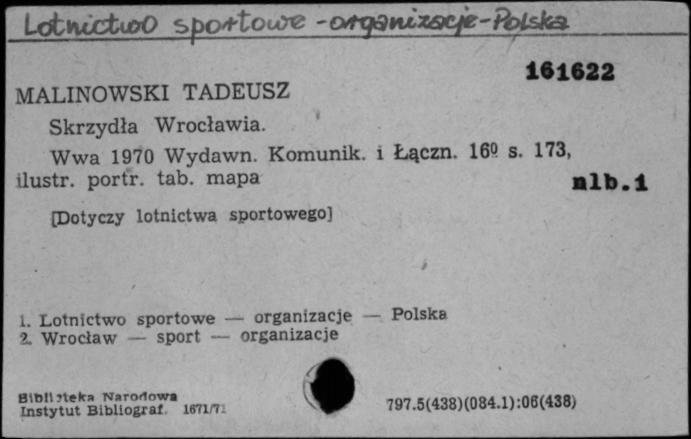 Lotnictwo sportowe - organizacje - Polska
161622
MALINOWSKI TADEUSZ
Skrzydła Wrocławia.
Wwa 1970 Wydawn. Komunik. i Łączn. 16º s. 173,
ilustr. portr. tab. mapa nlb.1
[Dotyczy lotnictwa sportowego]
1. Lotnictwo sportowe — organizacje — Polska
2. Wrocław — sport — organizacje
Biblioteka Narodowa
Instytut Bibliograf. 1671/71
797.5(438)(084.1):06(438)